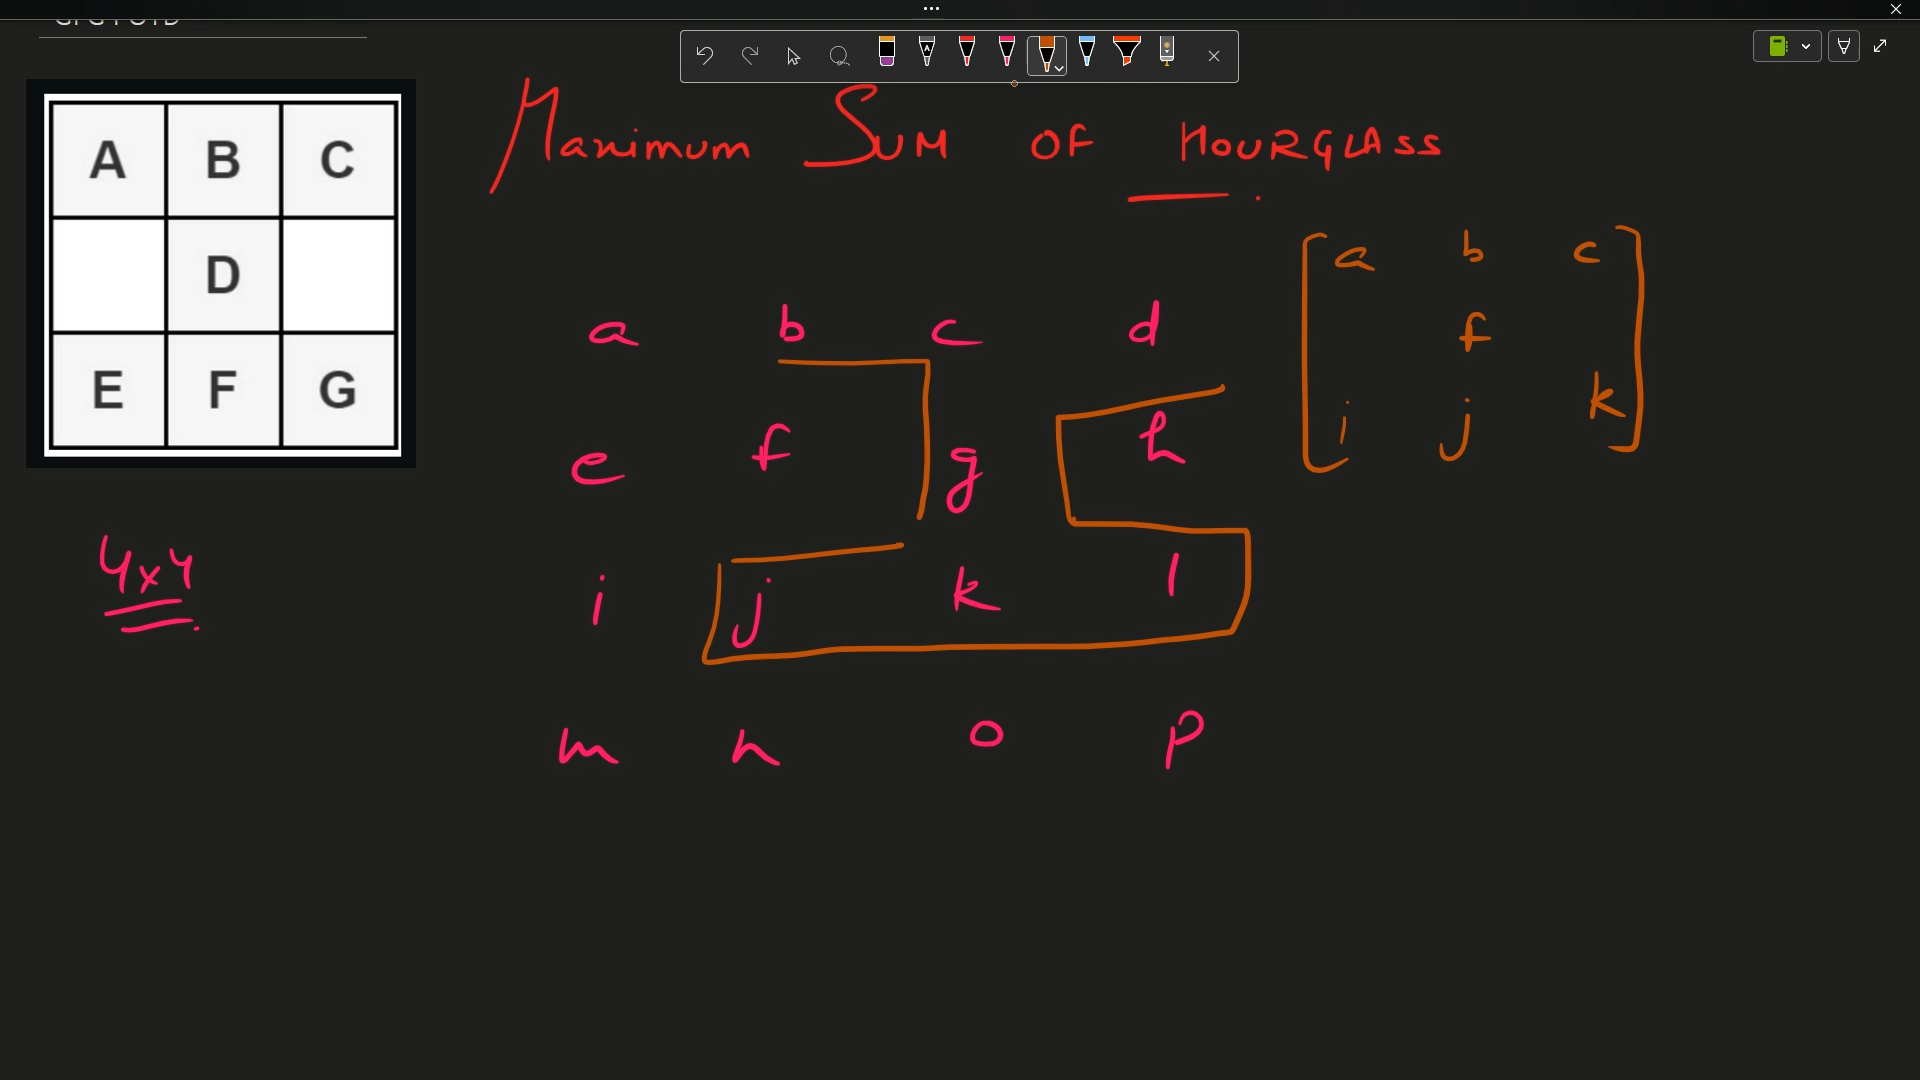 Maximum SUM OF HOURGLASS
A B C
D
E F G
a b c
f
i j k
a b c d
e f g h
i j k l
m n o p
4x4